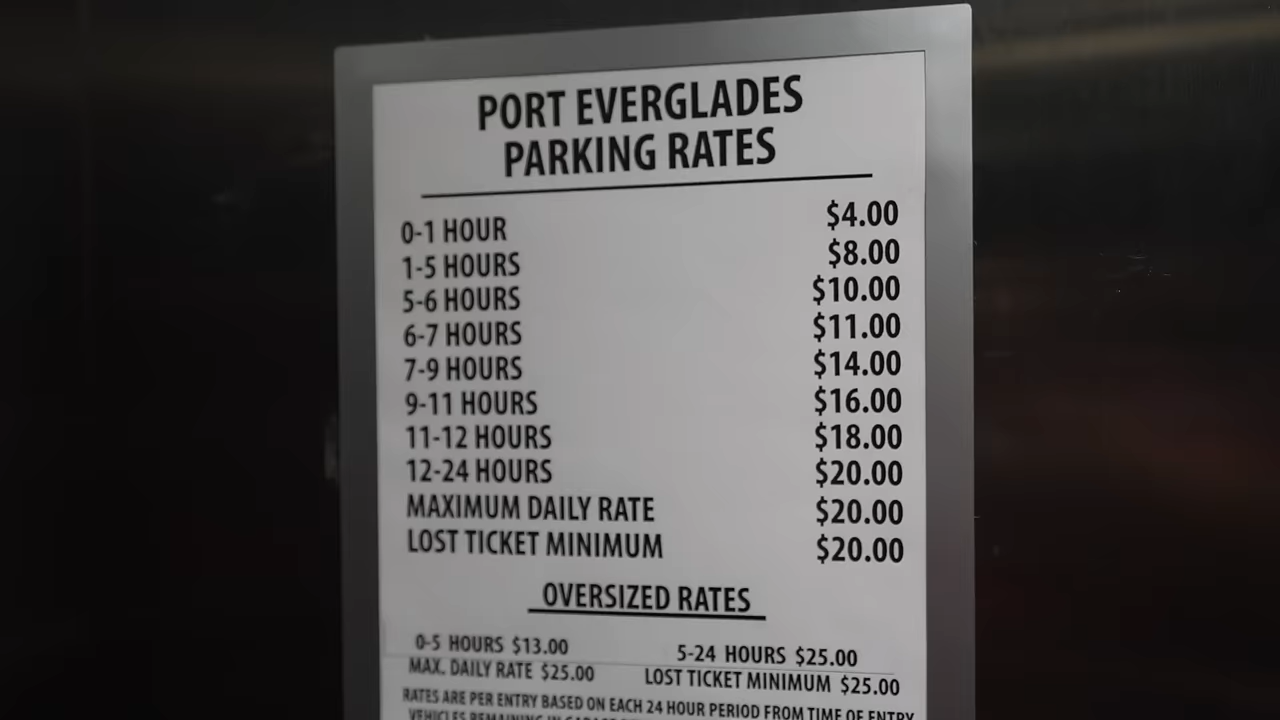 PORT EVERGLADES
PARKING RATES
0-1 HOUR $4.00
1-5 HOURS $8.00
5-6 HOURS $10.00
6-7 HOURS $11.00
7-9 HOURS $14.00
9-11 HOURS $16.00
11-12 HOURS $18.00
12-24 HOURS $20.00
MAXIMUM DAILY RATE $20.00
LOST TICKET MINIMUM $20.00
OVERSIZED RATES
0-5 HOURS $13.00 5-24 HOURS $25.00
MAX. DAILY RATE $25.00 LOST TICKET MINIMUM $25.00
RATES ARE PER ENTRY BASED ON EACH 24 HOUR PERIOD FROM TIME OF ENTRY
VEHICLES REMAINING IN